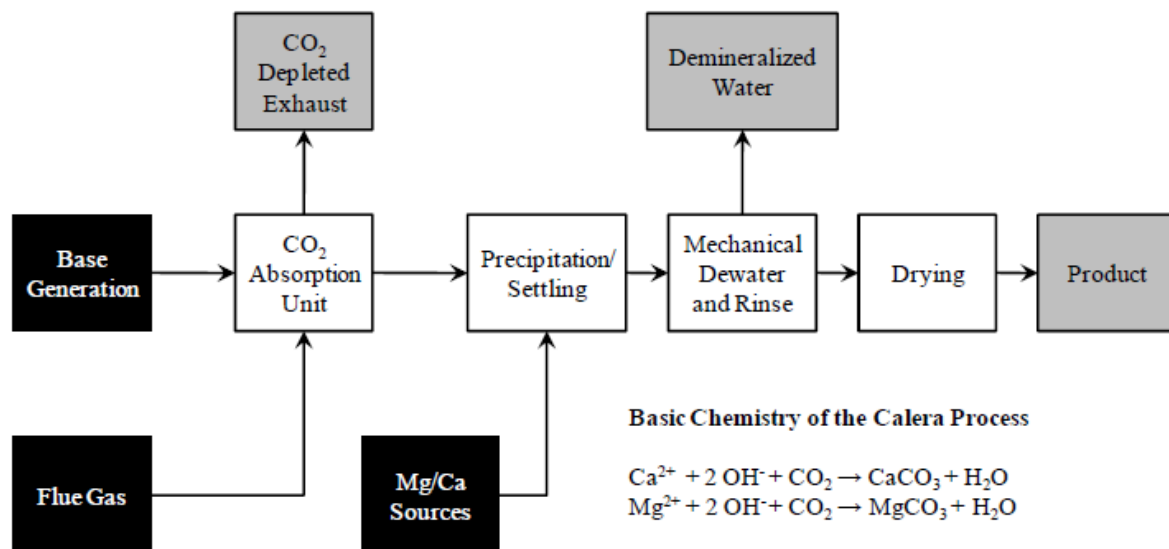 CO₂
Depleted
Exhaust
Demineralized
Water
Base
Generation
CO₂
Absorption
Unit
Precipitation/
Settling
Mechanical
Dewater
and Rinse
Drying
Product
Flue Gas
Mg/Ca
Sources
Basic Chemistry of the Calera Process
Ca²⁺ + 2 OH⁻ + CO₂ → CaCO₃ + H₂O
Mg²⁺ + 2 OH⁻ + CO₂ → MgCO₃ + H₂O